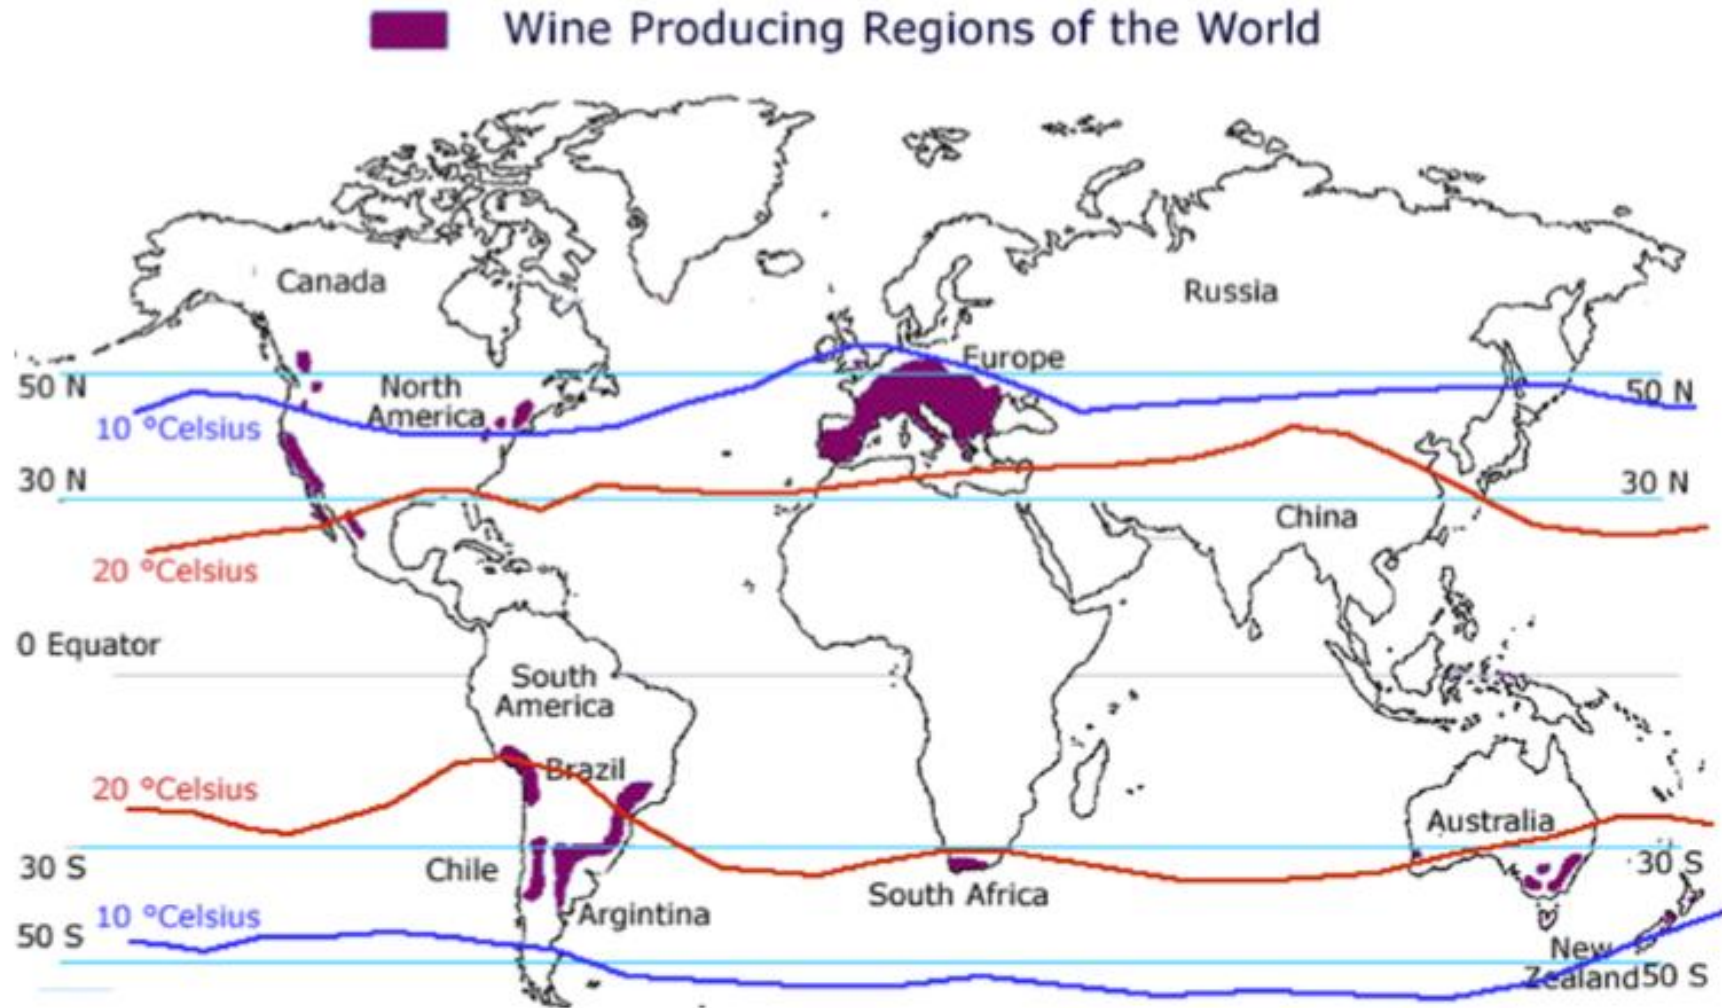 Wine Producing Regions of the World
Canada
Russia
Europe
50 N
North
America
50 N
10 °Celsius
30 N
30 N
China
20 °Celsius
0 Equator
South
America
Brazil
20 °Celsius
Australia
Chile
30 S
30 S
South Africa
10 °Celsius
Argintina
50 S
New
Zealand
50 S